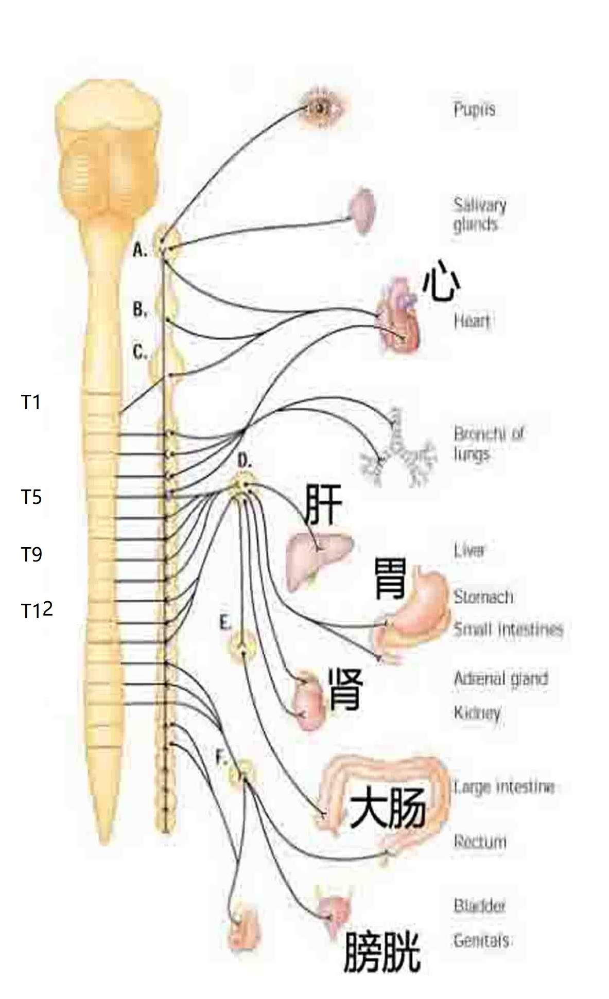 Pupils
Salivary
glands
A.
心
B.
Heart
C.
T1
Bronchi of
lungs
D.
T5
肝
T9
Liver
胃
Stomach
T12
Small intestines
E.
Adrenal gland
肾
Kidney
F.
Large intestine
大肠
Rectum
Bladder
Genitals
膀胱